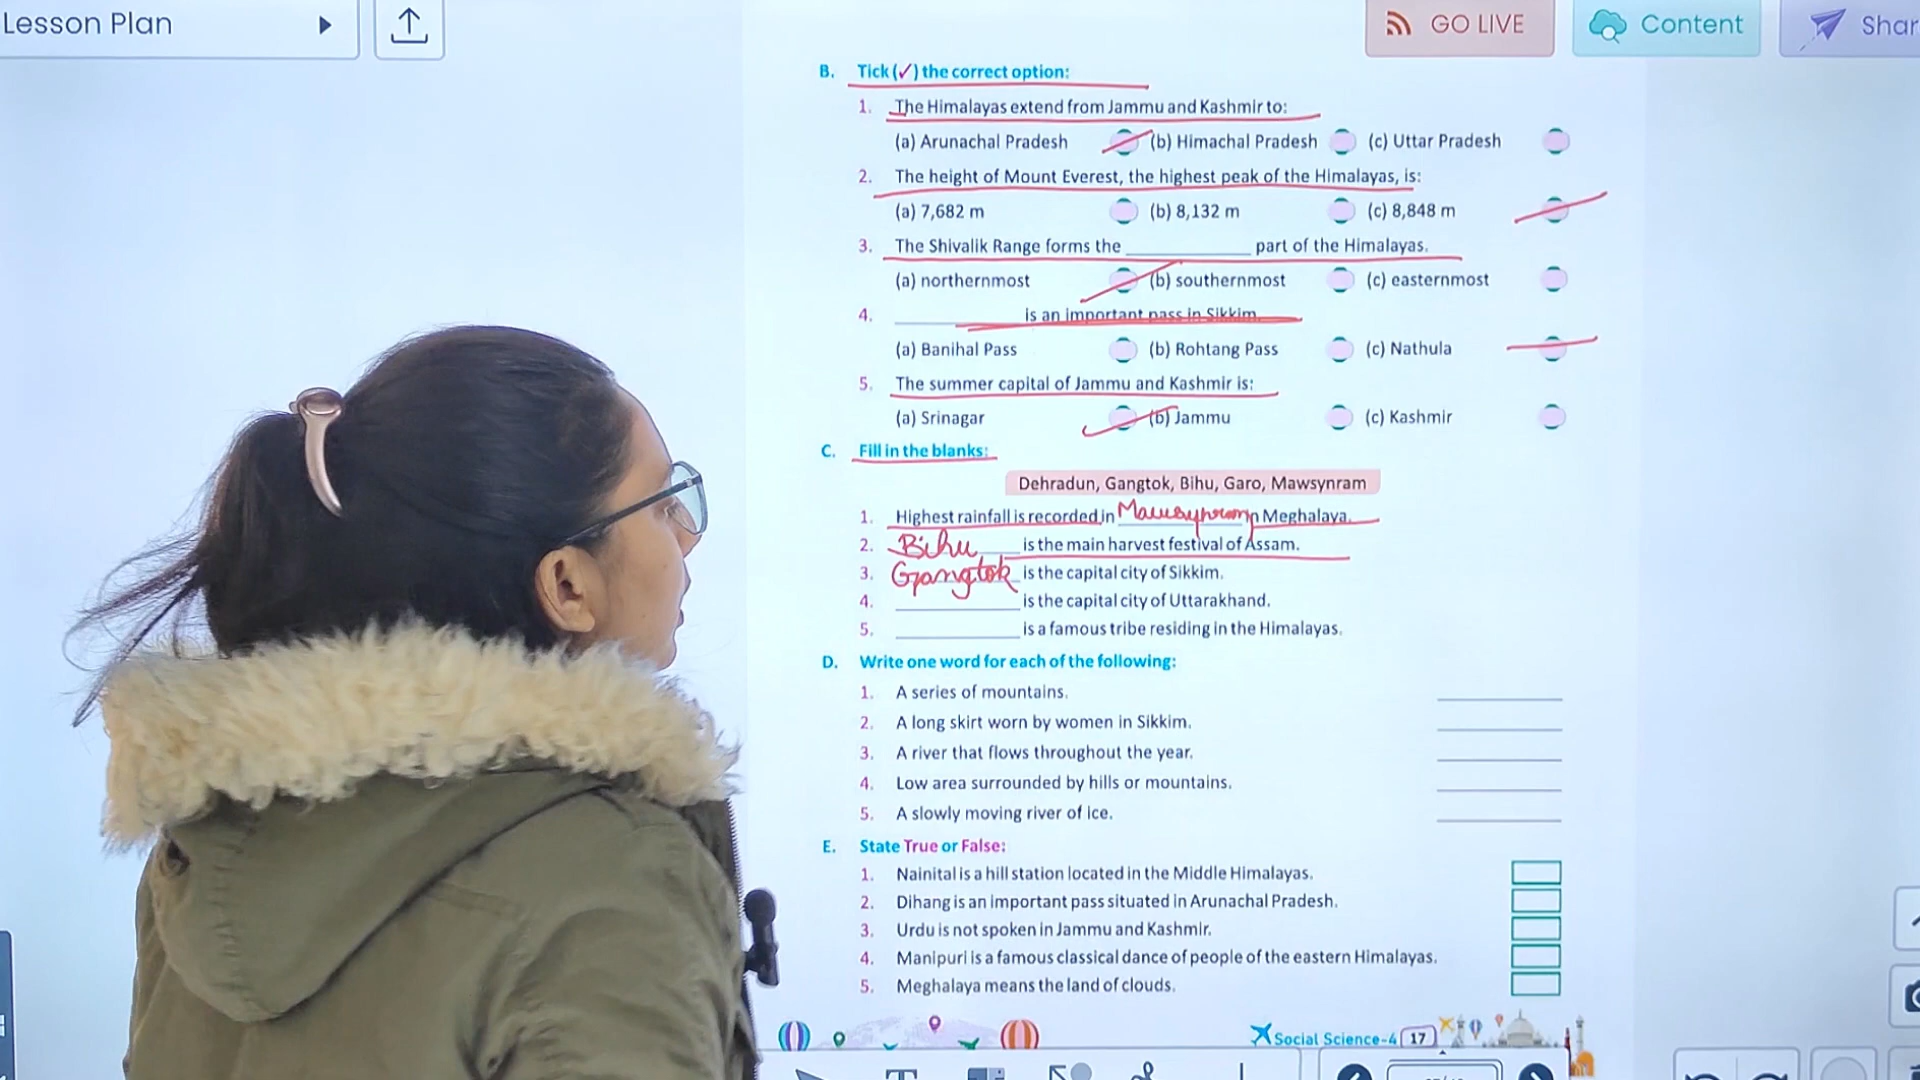 Lesson Plan
GO LIVE
Content
Shar
B. Tick (✓) the correct option:
1. The Himalayas extend from Jammu and Kashmir to:
(a) Arunachal Pradesh (b) Himachal Pradesh (c) Uttar Pradesh
2. The height of Mount Everest, the highest peak of the Himalayas, is:
(a) 7,682 m (b) 8,132 m (c) 8,848 m
3. The Shivalik Range forms the ____________ part of the Himalayas.
(a) northernmost (b) southernmost (c) easternmost
4. ____________ is an important pass in Sikkim.
(a) Banihal Pass (b) Rohtang Pass (c) Nathula
5. The summer capital of Jammu and Kashmir is:
(a) Srinagar (b) Jammu (c) Kashmir
C. Fill in the blanks:
Dehradun, Gangtok, Bihu, Garo, Mawsynram
1. Highest rainfall is recorded in Mawsynram in Meghalaya.
2. Bihu is the main harvest festival of Assam.
3. Gangtok is the capital city of Sikkim.
4. ____________ is the capital city of Uttarakhand.
5. ____________ is a famous tribe residing in the Himalayas.
D. Write one word for each of the following:
1. A series of mountains. ____________
2. A long skirt worn by women in Sikkim. ____________
3. A river that flows throughout the year. ____________
4. Low area surrounded by hills or mountains. ____________
5. A slowly moving river of ice. ____________
E. State True or False:
1. Nainital is a hill station located in the Middle Himalayas.
2. Dihang is an important pass situated in Arunachal Pradesh.
3. Urdu is not spoken in Jammu and Kashmir.
4. Manipuri is a famous classical dance of people of the eastern Himalayas.
5. Meghalaya means the land of clouds.
Social Science-4 17